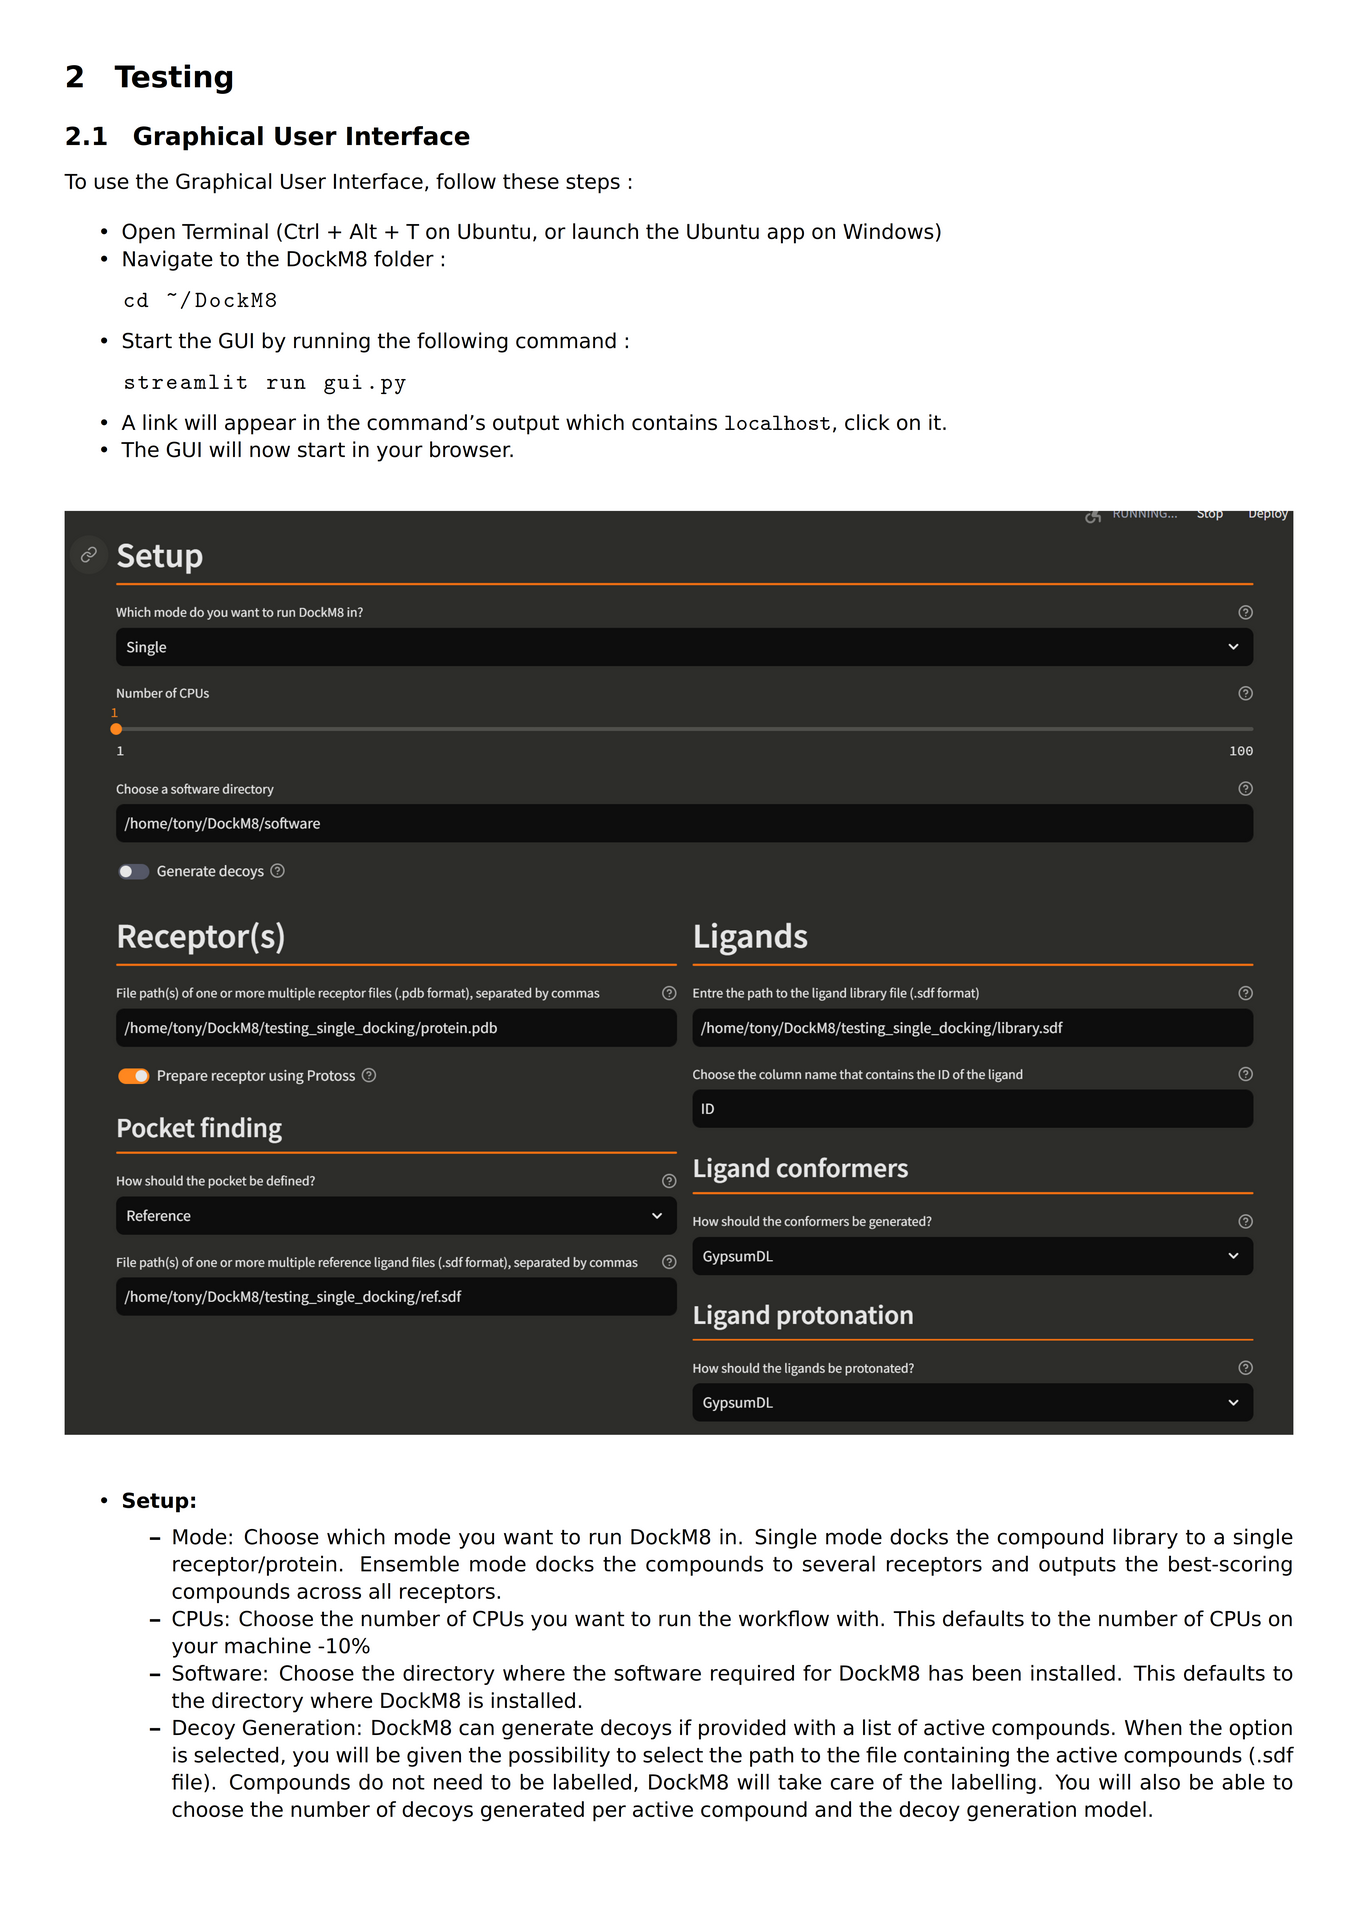 2 Testing
2.1 Graphical User Interface
To use the Graphical User Interface, follow these steps :
• Open Terminal (Ctrl + Alt + T on Ubuntu, or launch the Ubuntu app on Windows)
• Navigate to the DockM8 folder :
cd ~/DockM8
• Start the GUI by running the following command :
streamlit run gui.py
• A link will appear in the command’s output which contains localhost, click on it.
• The GUI will now start in your browser.
RUNNING... Stop Deploy
Setup
Which mode do you want to run DockM8 in?
Single
Number of CPUs
1
1 100
Choose a software directory
/home/tony/DockM8/software
Generate decoys
Receptor(s)
File path(s) of one or more multiple receptor files (.pdb format), separated by commas
/home/tony/DockM8/testing_single_docking/protein.pdb
Prepare receptor using Protoss
Pocket finding
How should the pocket be defined?
Reference
File path(s) of one or more multiple reference ligand files (.sdf format), separated by commas
/home/tony/DockM8/testing_single_docking/ref.sdf
Ligands
Entre the path to the ligand library file (.sdf format)
/home/tony/DockM8/testing_single_docking/library.sdf
Choose the column name that contains the ID of the ligand
ID
Ligand conformers
How should the conformers be generated?
GypsumDL
Ligand protonation
How should the ligands be protonated?
GypsumDL
• Setup:
– Mode: Choose which mode you want to run DockM8 in. Single mode docks the compound library to a single
receptor/protein. Ensemble mode docks the compounds to several receptors and outputs the best-scoring
compounds across all receptors.
– CPUs: Choose the number of CPUs you want to run the workflow with. This defaults to the number of CPUs on
your machine -10%
– Software: Choose the directory where the software required for DockM8 has been installed. This defaults to
the directory where DockM8 is installed.
– Decoy Generation: DockM8 can generate decoys if provided with a list of active compounds. When the option
is selected, you will be given the possibility to select the path to the file containing the active compounds (.sdf
file). Compounds do not need to be labelled, DockM8 will take care of the labelling. You will also be able to
choose the number of decoys generated per active compound and the decoy generation model.